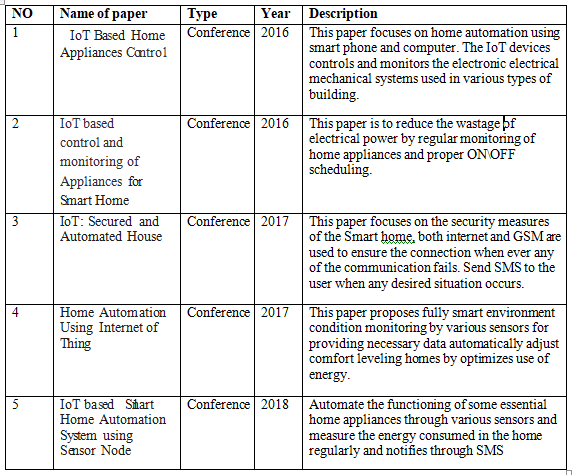 NO Name of paper Type Year Description
1 IoT Based Home Appliances Control Conference 2016 This paper focuses on home automation using
smart phone and computer. The IoT devices
controls and monitors the electronic electrical
mechanical systems used in various types of
building.
2 IoT based control and monitoring of Appliances for Smart Home Conference 2016 This paper is to reduce the wastage of
electrical power by regular monitoring of
home appliances and proper ON\OFF
scheduling.
3 IoT: Secured and Automated House Conference 2017 This paper focuses on the security measures
of the Smart home, both internet and GSM are
used to ensure the connection when ever any
of the communication fails. Send SMS to the
user when any desired situation occurs.
4 Home Automation Using Internet of Thing Conference 2017 This paper proposes fully smart environment
condition monitoring by various sensors for
providing necessary data automatically adjust
comfort leveling homes by optimizes use of
energy.
5 IoT based Smart Home Automation System using Sensor Node Conference 2018 Automate the functioning of some essential
home appliances through various sensors and
measure the energy consumed in the home
regularly and notifies through SMS